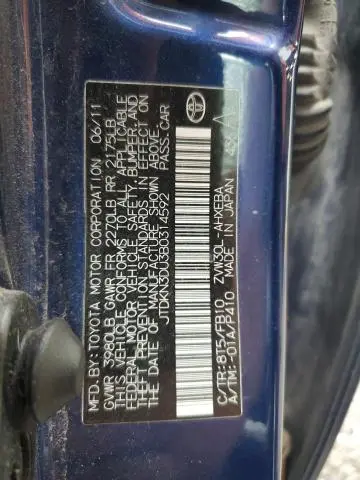 MFD. BY: TOYOTA MOTOR CORPORATION 06/11
GVWR 3980LB GAWR FR 2270LB RR 2175LB
THIS VEHICLE CONFORMS TO ALL APPLICABLE
FEDERAL MOTOR VEHICLE SAFETY, BUMPER, AND
THEFT PREVENTION STANDARDS IN EFFECT ON
THE DATE OF MANUFACTURE SHOWN ABOVE.
JTDKN3DU3B0314592 PASS.CAR
C/TR: 8T5/FB10 ZVW30L-AHXEBA
A/TM: -01A/P410 MADE IN JAPAN